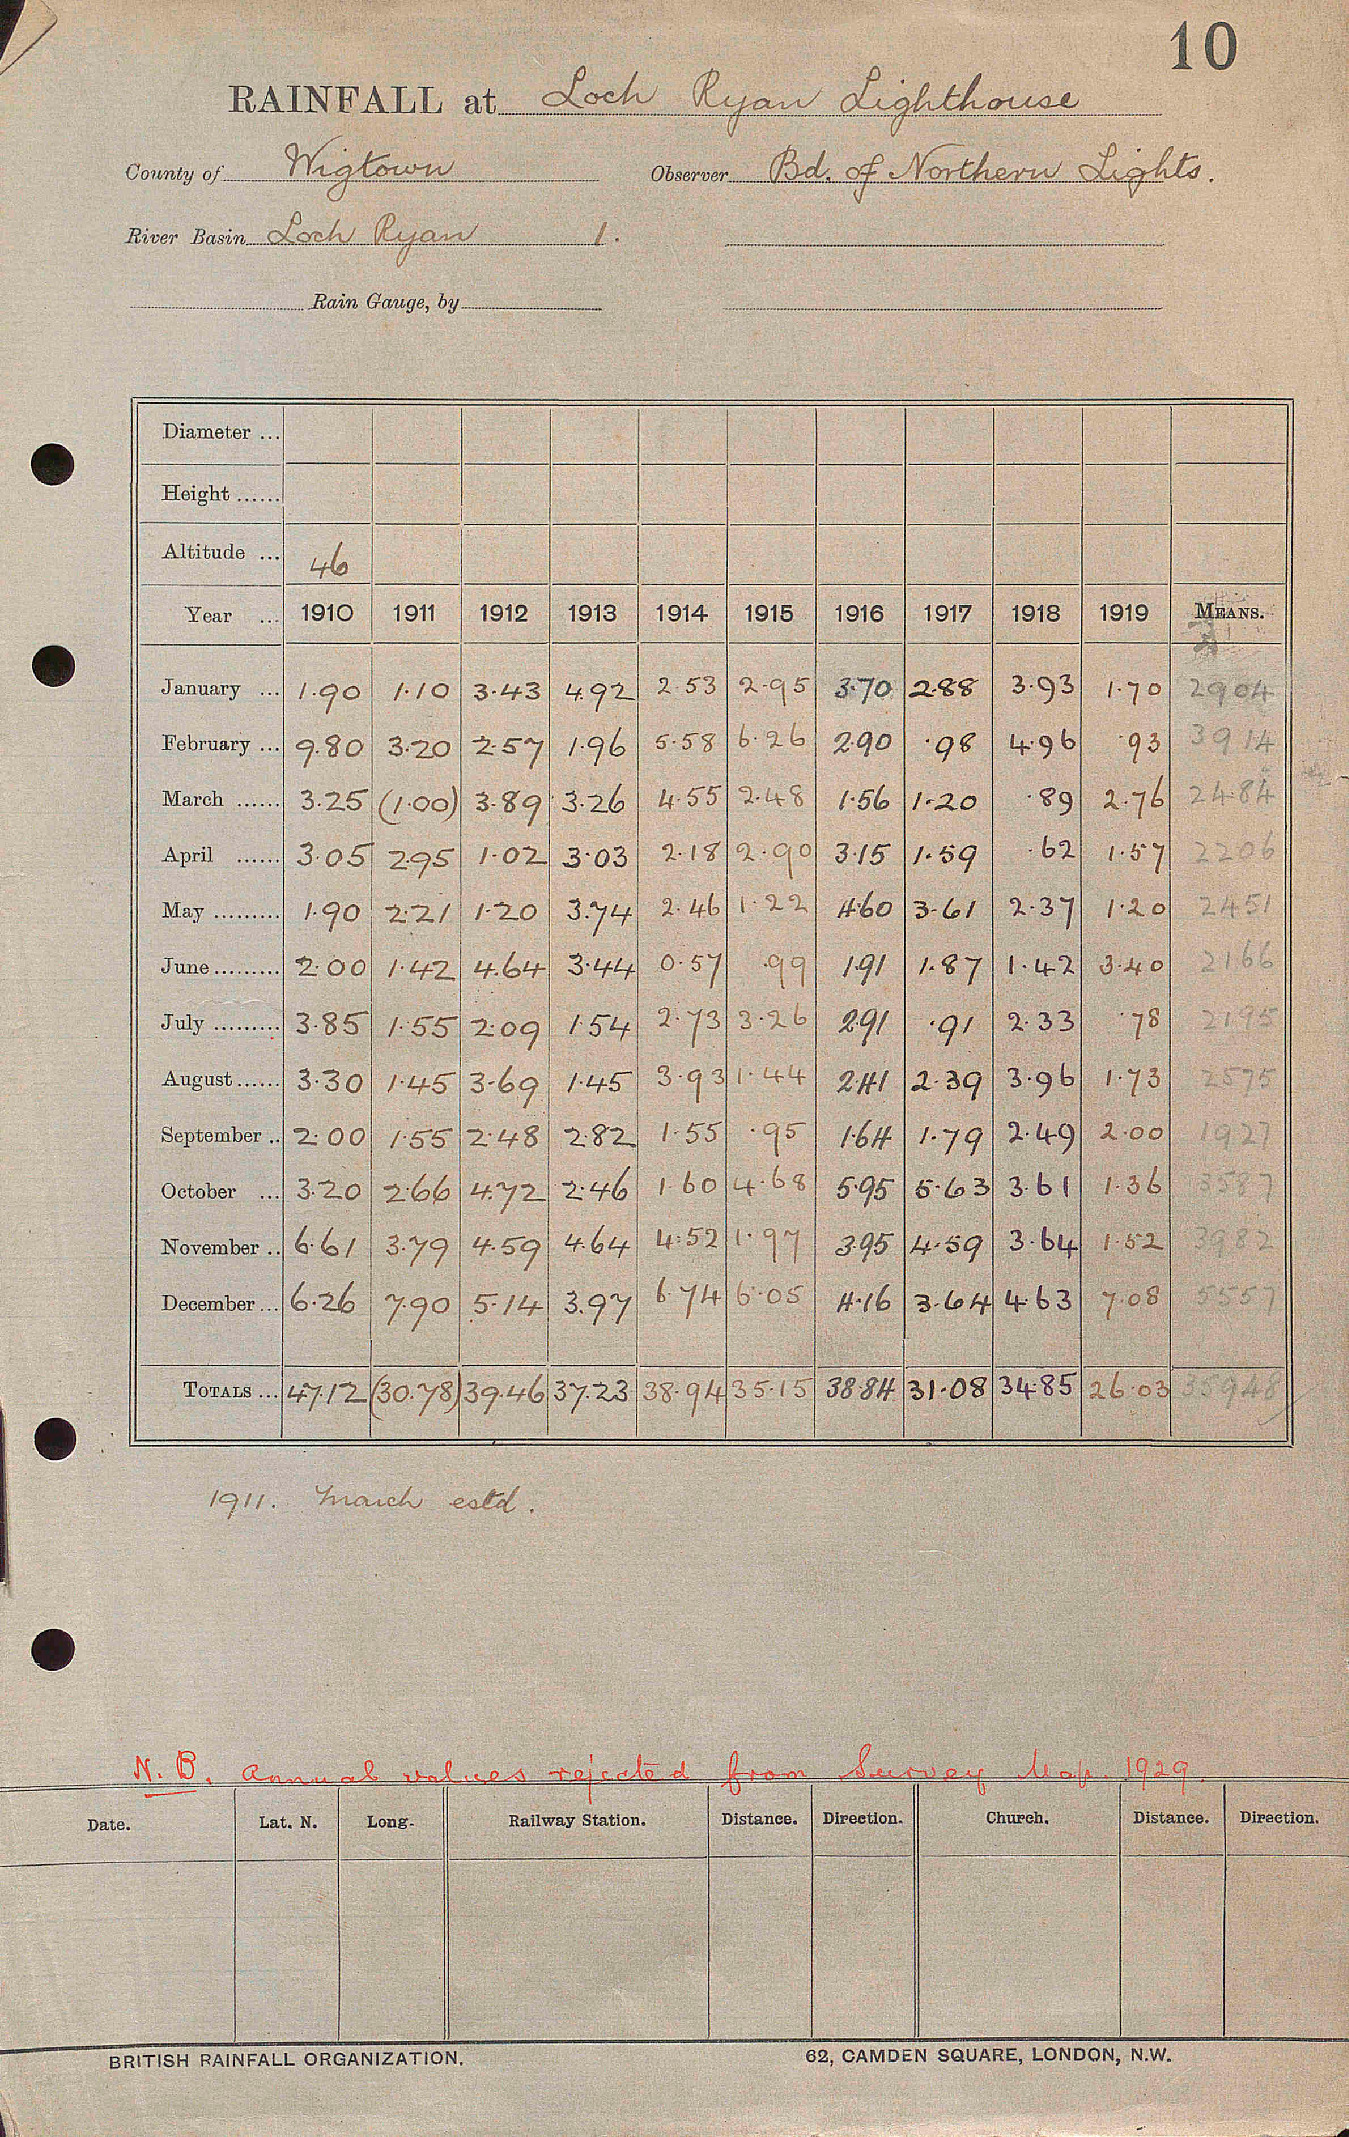 10
RAINFALL at Loch Ryan Lighthouse
County of Wigtown Observer Bd. of Northern Lights.
River Basin Loch Ryan 1.
Rain Gauge, by
Diameter ...
Height ......
Altitude ... 46
Year ... 1910 1911 1912 1913 1914 1915 1916 1917 1918 1919 MEANS.
January ... 1.90 1.10 3.43 4.92 2.53 2.95 3.70 2.88 3.93 1.70 2904
February ... 9.80 3.20 2.57 1.96 5.58 6.26 2.90 .98 4.96 .93 3914
March ...... 3.25 (1.00) 3.89 3.26 4.55 2.48 1.56 1.20 .89 2.76 2484
April ...... 3.05 2.95 1.02 3.03 2.18 2.90 3.15 1.59 .62 1.57 2206
May ......... 1.90 2.21 1.20 3.74 2.46 1.22 4.60 3.61 2.37 1.20 2451
June ......... 2.00 1.42 4.64 3.44 0.57 .99 1.91 1.87 1.42 3.40 2166
July ......... 3.85 1.55 2.09 1.54 2.73 3.26 2.91 .91 2.33 .78 2195
August ...... 3.30 1.45 3.69 1.45 3.93 1.44 2.41 2.39 3.96 1.73 2575
September .. 2.00 1.55 2.48 2.82 1.55 .95 1.64 1.79 2.49 2.00 1927
October ... 3.20 2.66 4.72 2.46 1.60 4.68 5.95 5.63 3.61 1.36 3587
November .. 6.61 3.79 4.59 4.64 4.52 1.97 3.95 4.59 3.64 1.52 3982
December ... 6.26 7.90 5.14 3.97 6.74 6.05 4.16 3.64 4.63 7.08 5557
TOTALS ... 47.12 (30.78) 39.46 37.23 38.94 35.15 38.84 31.08 34.85 26.03 35948
1911. March estd.
N.B. Annual values rejected from Survey Map. 1929.
Date. Lat. N. Long. Railway Station. Distance. Direction. Church. Distance. Direction.
BRITISH RAINFALL ORGANIZATION. 62, CAMDEN SQUARE, LONDON, N.W.